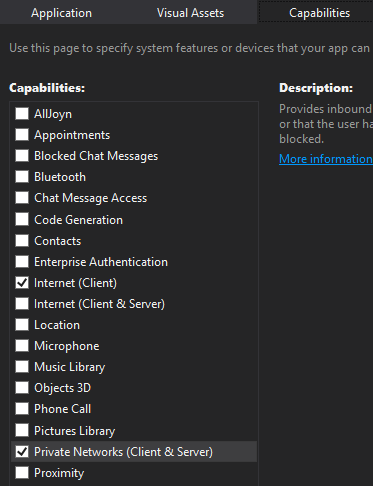 Application
Visual Assets
Capabilities
Use this page to specify system features or devices that your app can
Capabilities:
AllJoyn
Appointments
Blocked Chat Messages
Bluetooth
Chat Message Access
Code Generation
Contacts
Enterprise Authentication
Internet (Client)
Internet (Client & Server)
Location
Microphone
Music Library
Objects 3D
Phone Call
Pictures Library
Private Networks (Client & Server)
Proximity
Description:
Provides inbound
or that the user ha
blocked.
More information